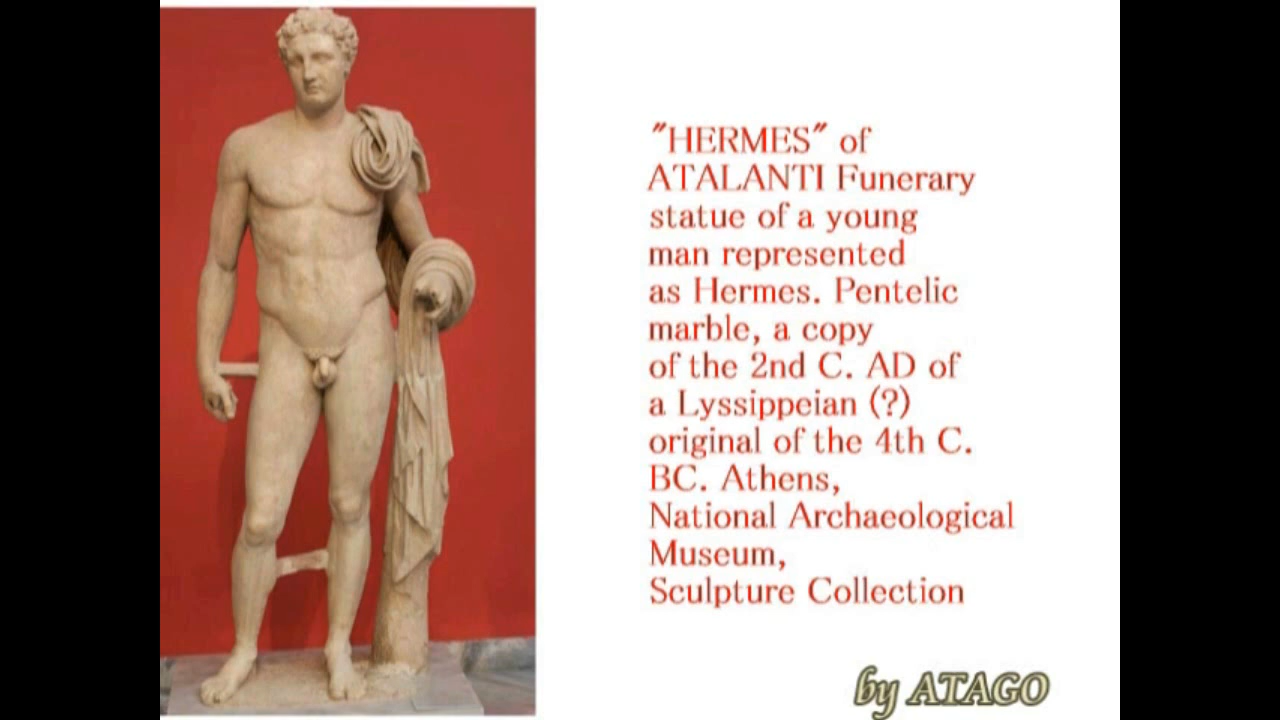 "HERMES" of
ATALANTI Funerary
statue of a young
man represented
as Hermes. Pentelic
marble, a copy
of the 2nd C. AD of
a Lyssippeian (?)
original of the 4th C.
BC. Athens,
National Archaeological
Museum,
Sculpture Collection
by ATAGO